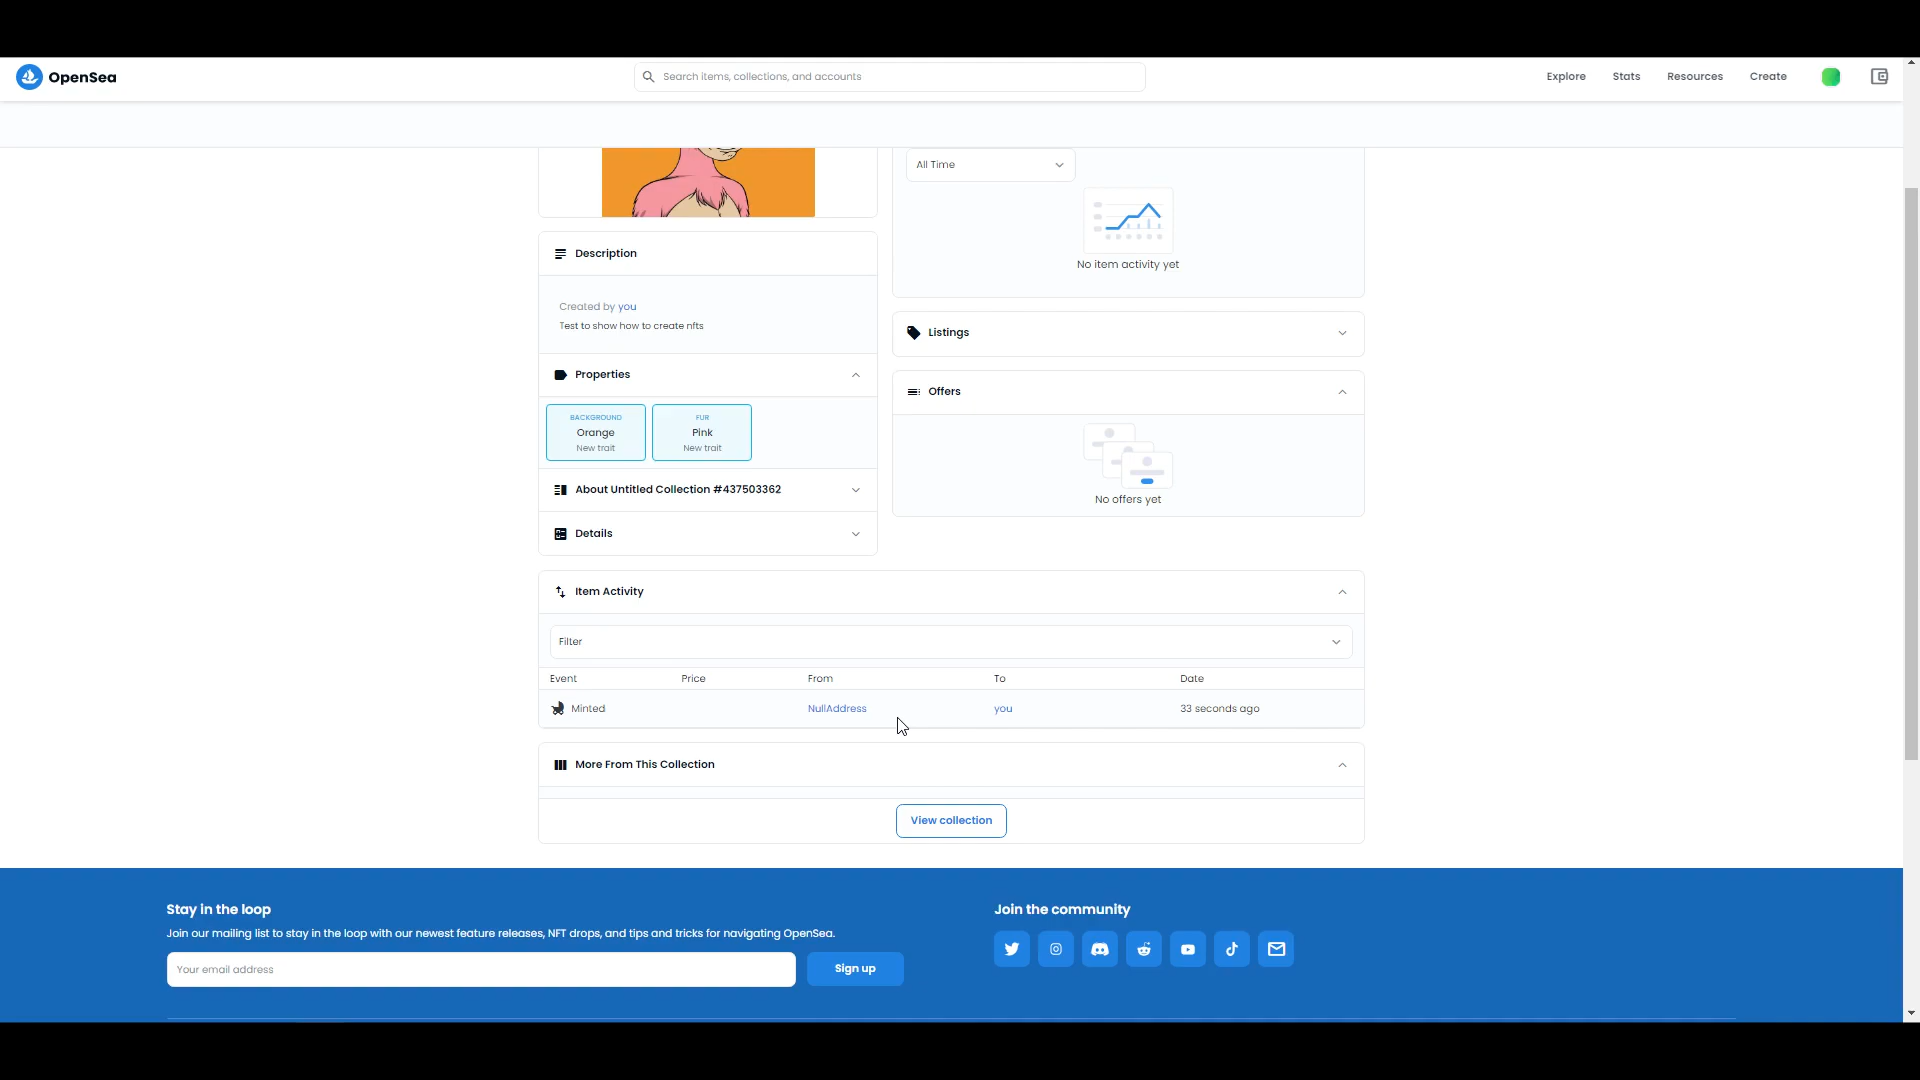 OpenSea
Search items, collections, and accounts
Explore
Stats
Resources
Create
All Time
No item activity yet
Description
Created by you
Test to show how to create nfts
Properties
BACKGROUND
Orange
New trait
FUR
Pink
New trait
About Untitled Collection #437503362
Details
Listings
Offers
No offers yet
Item Activity
Filter
Event Price From To Date
Minted NullAddress you 33 seconds ago
More From This Collection
View collection
Stay in the loop
Join our mailing list to stay in the loop with our newest feature releases, NFT drops, and tips and tricks for navigating OpenSea.
Your email address
Sign up
Join the community